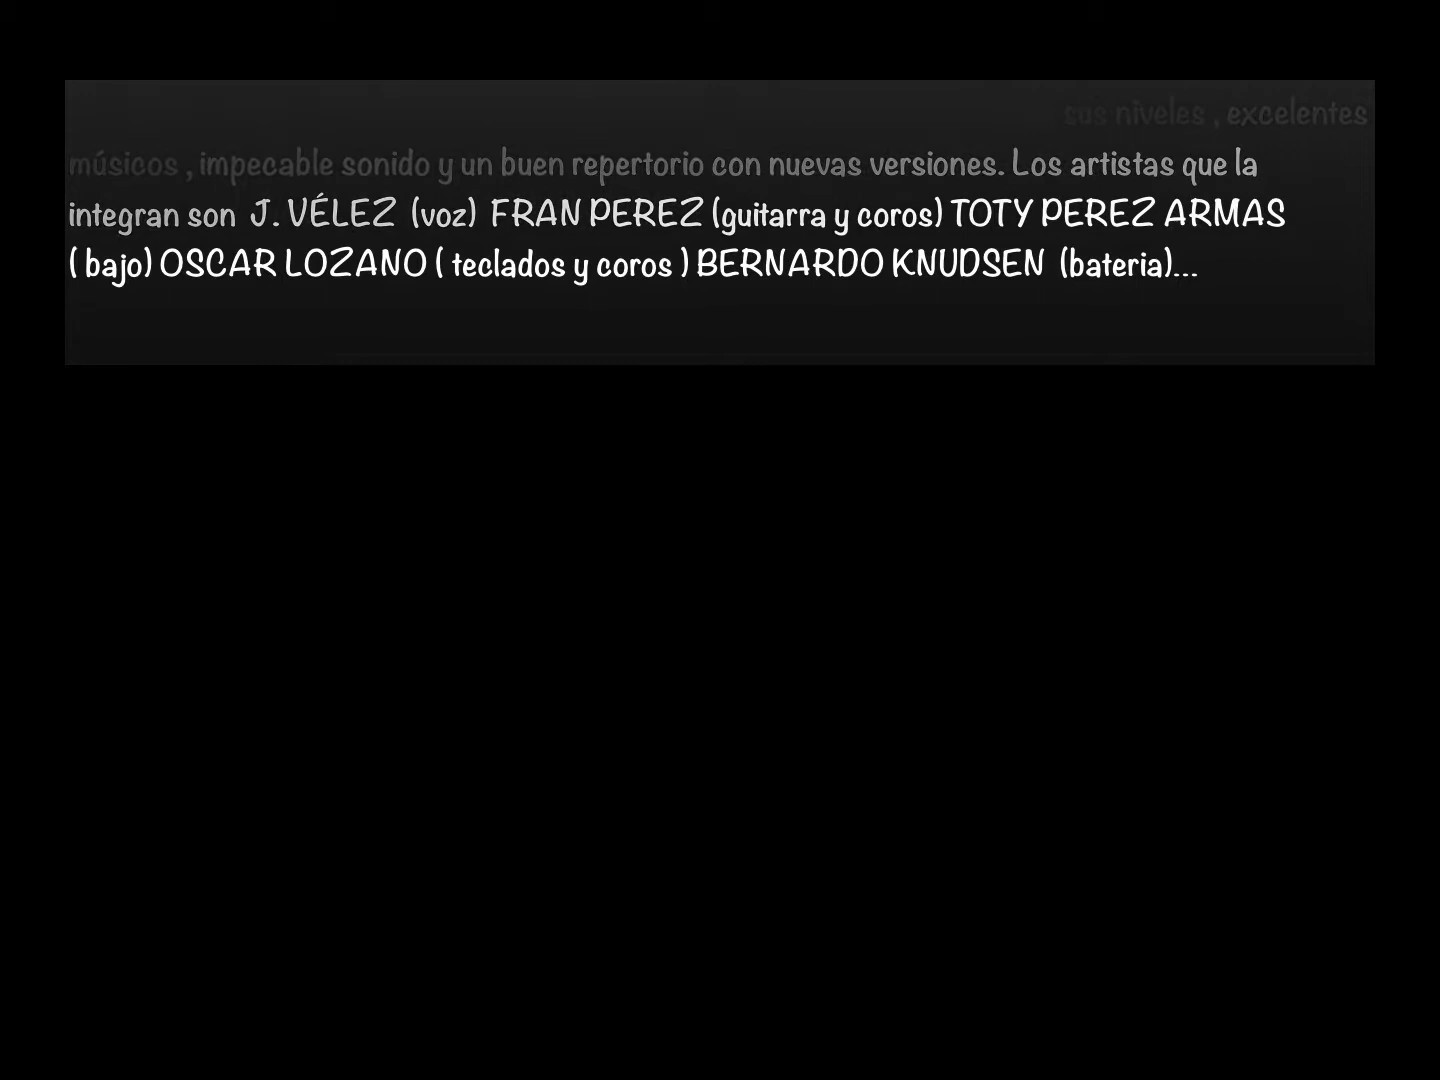 sus niveles , excelentes
músicos , impecable sonido y un buen repertorio con nuevas versiones. Los artistas que la
integran son J. VÉLEZ (voz) FRAN PEREZ (guitarra y coros) TOTY PEREZ ARMAS
( bajo) OSCAR LOZANO ( teclados y coros ) BERNARDO KNUDSEN (bateria)...